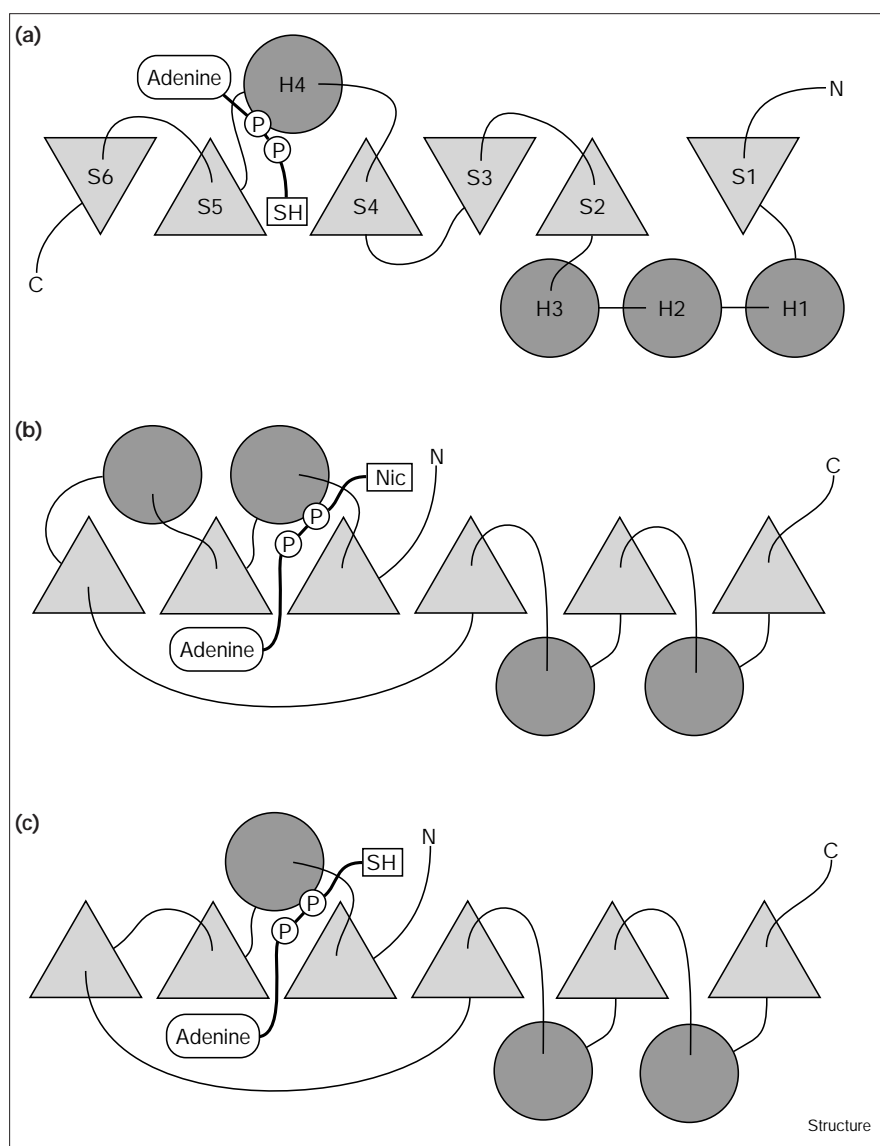 (a)
Adenine
H4
N
P
P
S6
S5
SH
S4
S3
S2
S1
C
H3
H2
H1
(b)
N
Nic
C
P
P
Adenine
(c)
N
SH
C
P
P
Adenine
Structure